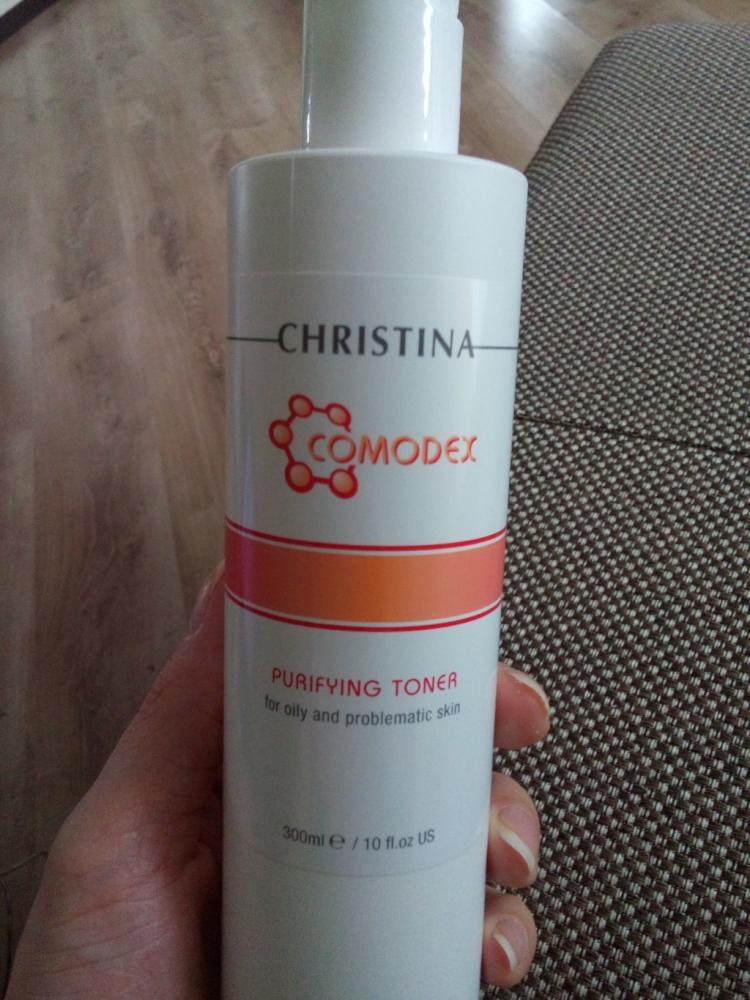 CHRISTINA
COMODEX
PURIFYING TONER
for oily and problematic skin
300ml ℮ / 10 fl.oz US